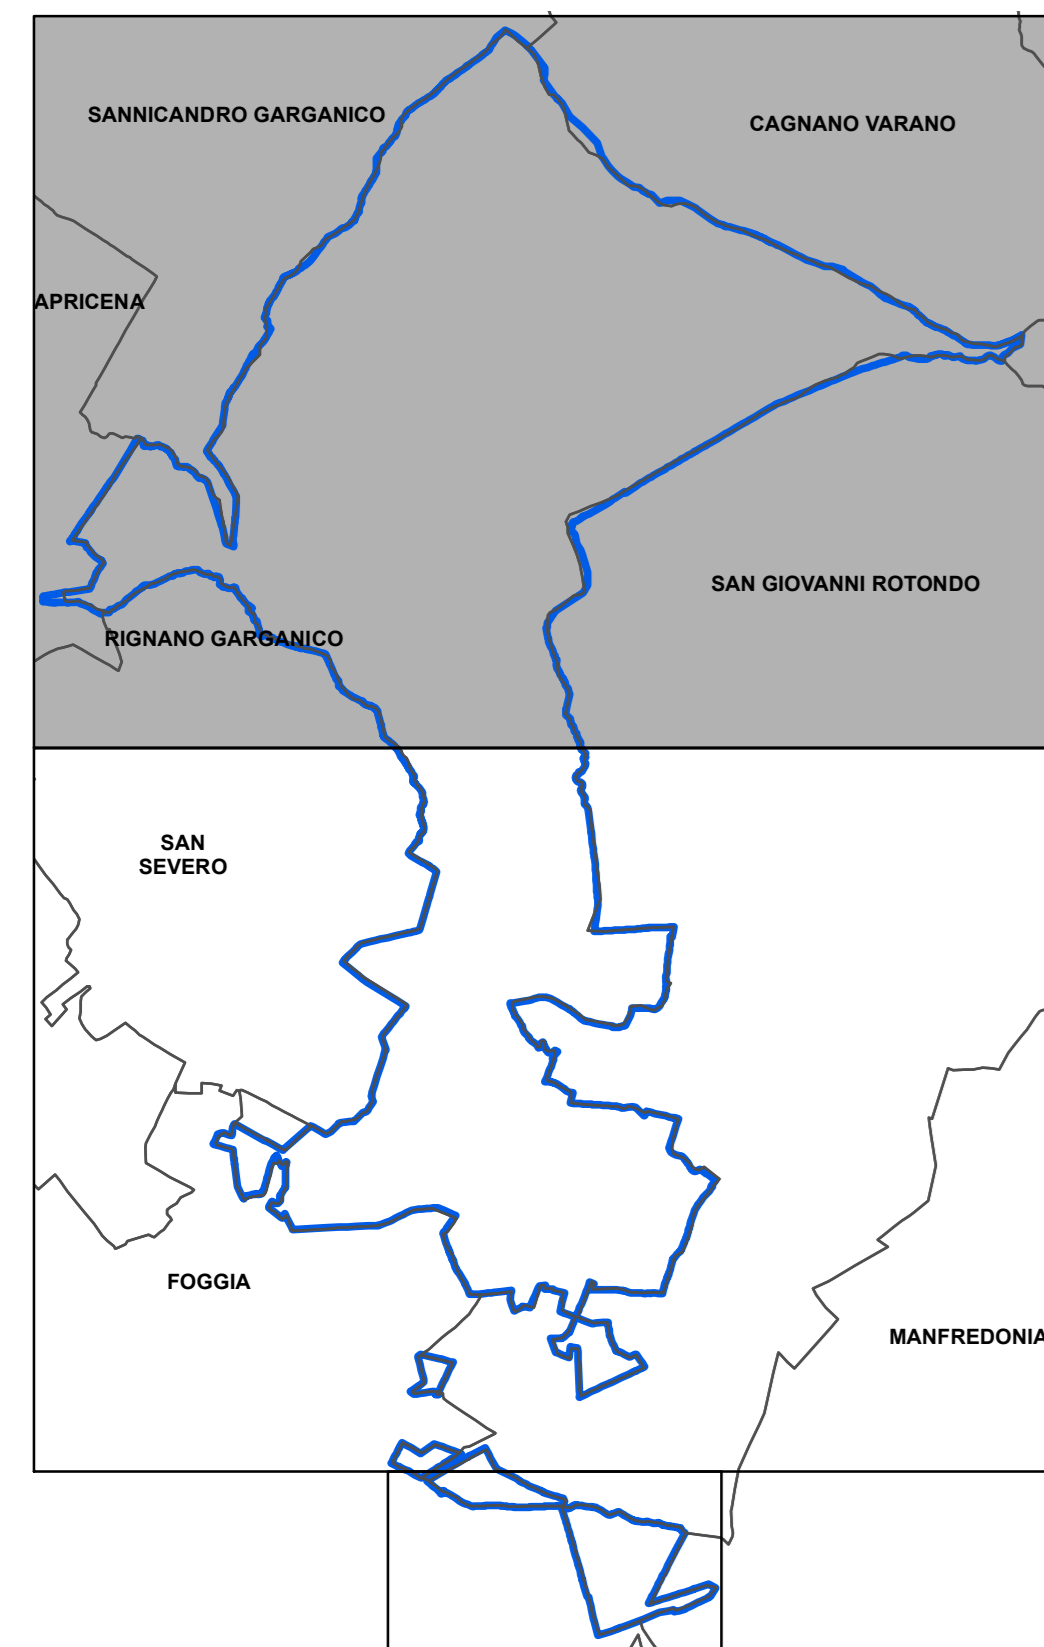 SANNICANDRO GARGANICO
CAGNANO VARANO
APRICENA
SAN GIOVANNI ROTONDO
RIGNANO GARGANICO
SAN
SEVERO
FOGGIA
MANFREDONIA